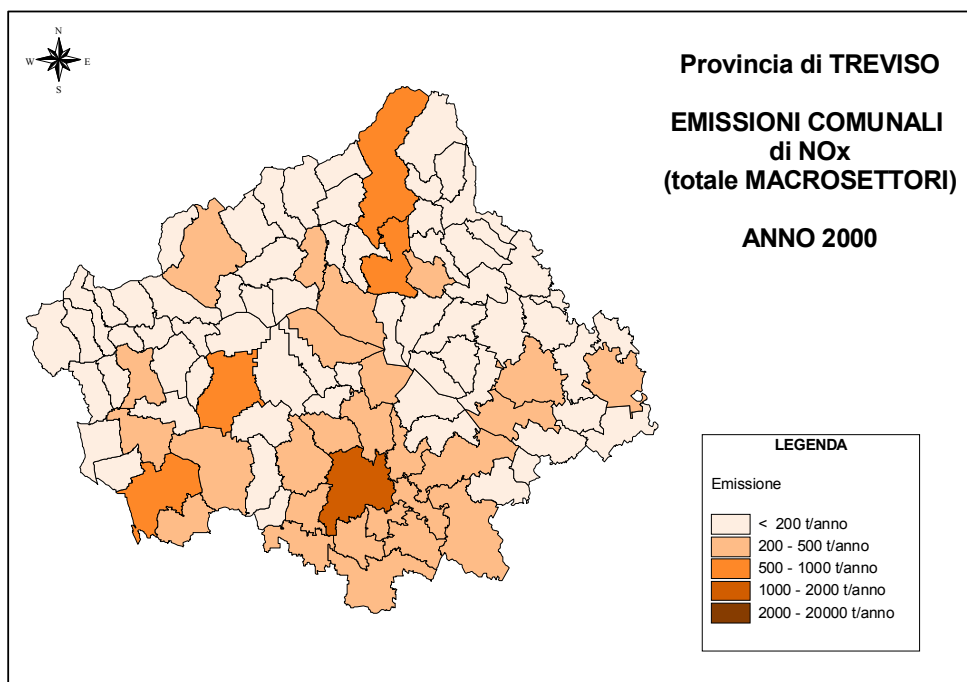 N
W E
S
Provincia di TREVISO
EMISSIONI COMUNALI
di NOx
(totale MACROSETTORI)
ANNO 2000
LEGENDA
Emissione
< 200 t/anno
200 - 500 t/anno
500 - 1000 t/anno
1000 - 2000 t/anno
2000 - 20000 t/anno